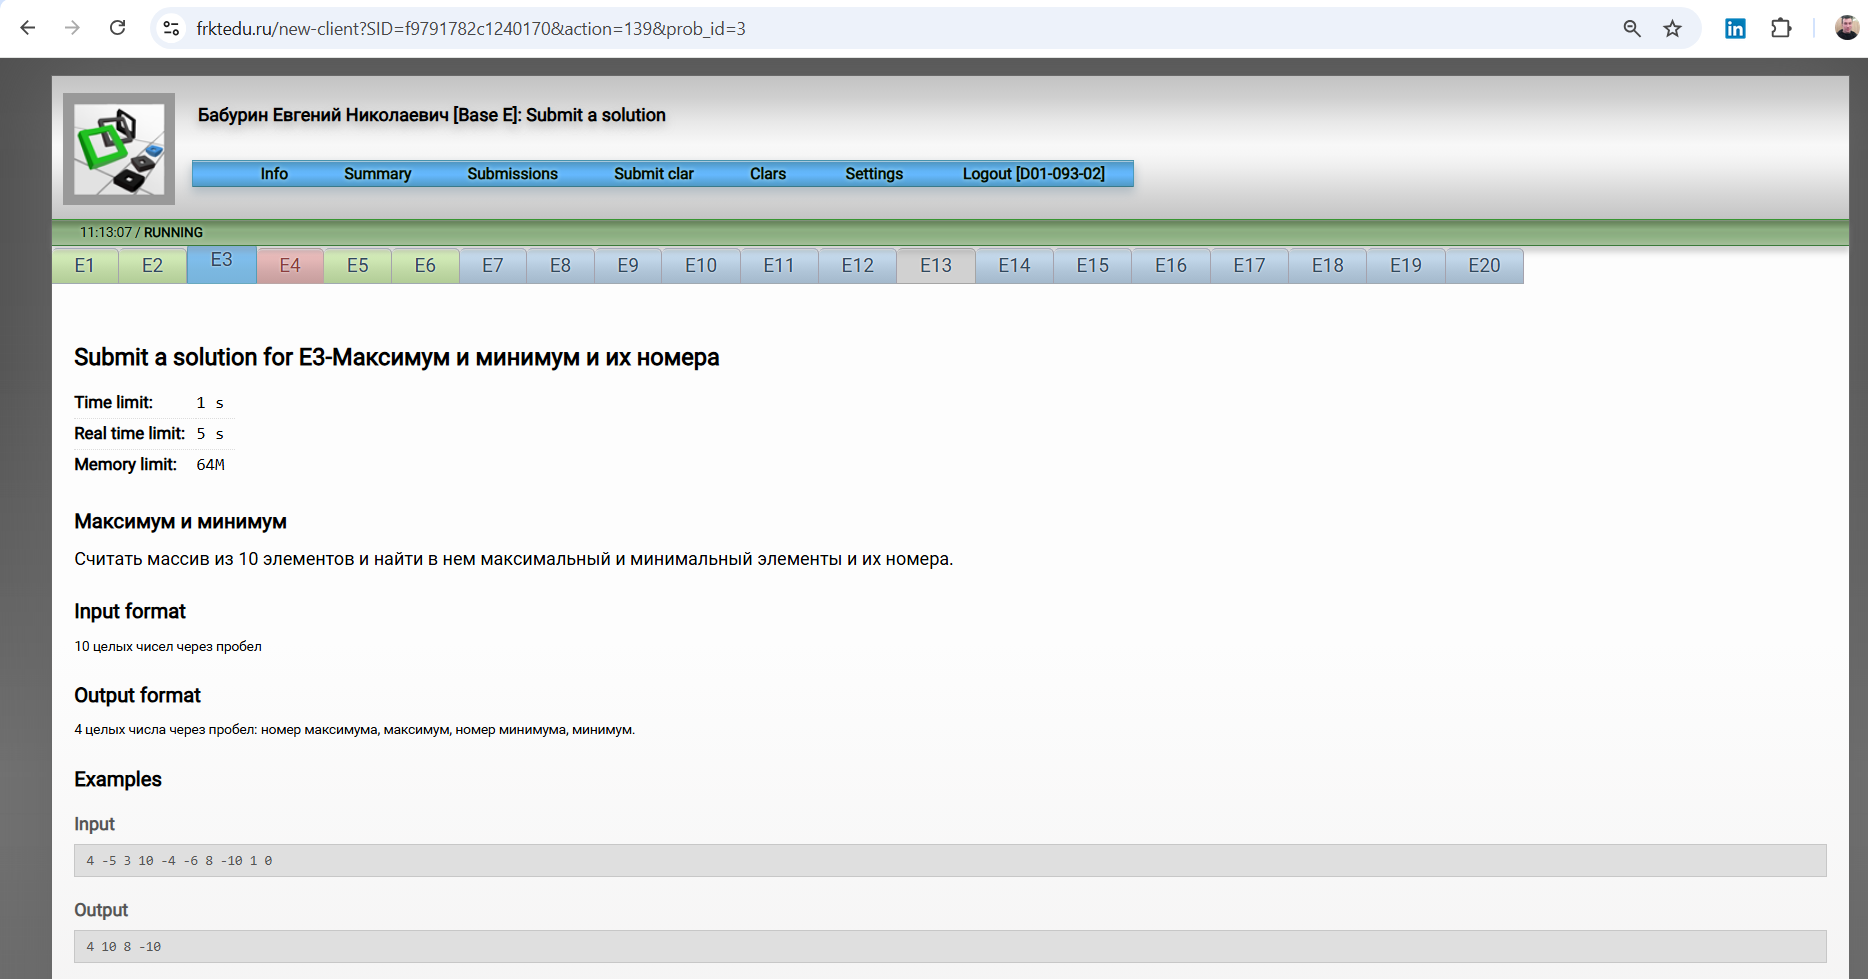 frktedu.ru/new-client?SID=f9791782c1240170&action=139&prob_id=3
in
Бабурин Евгений Николаевич [Base E]: Submit a solution
Info Summary Submissions Submit clar Clars Settings Logout [D01-093-02]
11:13:07 / RUNNING
E1 E2 E3 E4 E5 E6 E7 E8 E9 E10 E11 E12 E13 E14 E15 E16 E17 E18 E19 E20
Submit a solution for E3-Максимум и минимум и их номера
Time limit: 1 s
Real time limit: 5 s
Memory limit: 64M
Максимум и минимум
Считать массив из 10 элементов и найти в нем максимальный и минимальный элементы и их номера.
Input format
10 целых чисел через пробел
Output format
4 целых числа через пробел: номер максимума, максимум, номер минимума, минимум.
Examples
Input
4 -5 3 10 -4 -6 8 -10 1 0
Output
4 10 8 -10